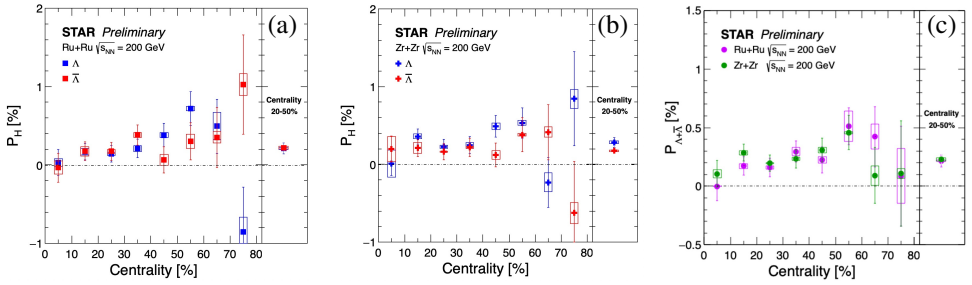 STAR Preliminary
Ru+Ru √sNN = 200 GeV
Λ
Λ̅
(a)
Centrality
20-50%
PH [%]
2
1
0
−1
0 10 20 30 40 50 60 70 80
Centrality [%]
STAR Preliminary
Zr+Zr √sNN = 200 GeV
Λ
Λ̅
(b)
Centrality
20-50%
PH [%]
2
1
0
−1
0 10 20 30 40 50 60 70 80
Centrality [%]
STAR Preliminary
Ru+Ru √sNN = 200 GeV
Zr+Zr √sNN = 200 GeV
(c)
Centrality
20-50%
PΛ+Λ̅ [%]
1.5
1
0.5
0
−0.5
0 10 20 30 40 50 60 70 80
Centrality [%]